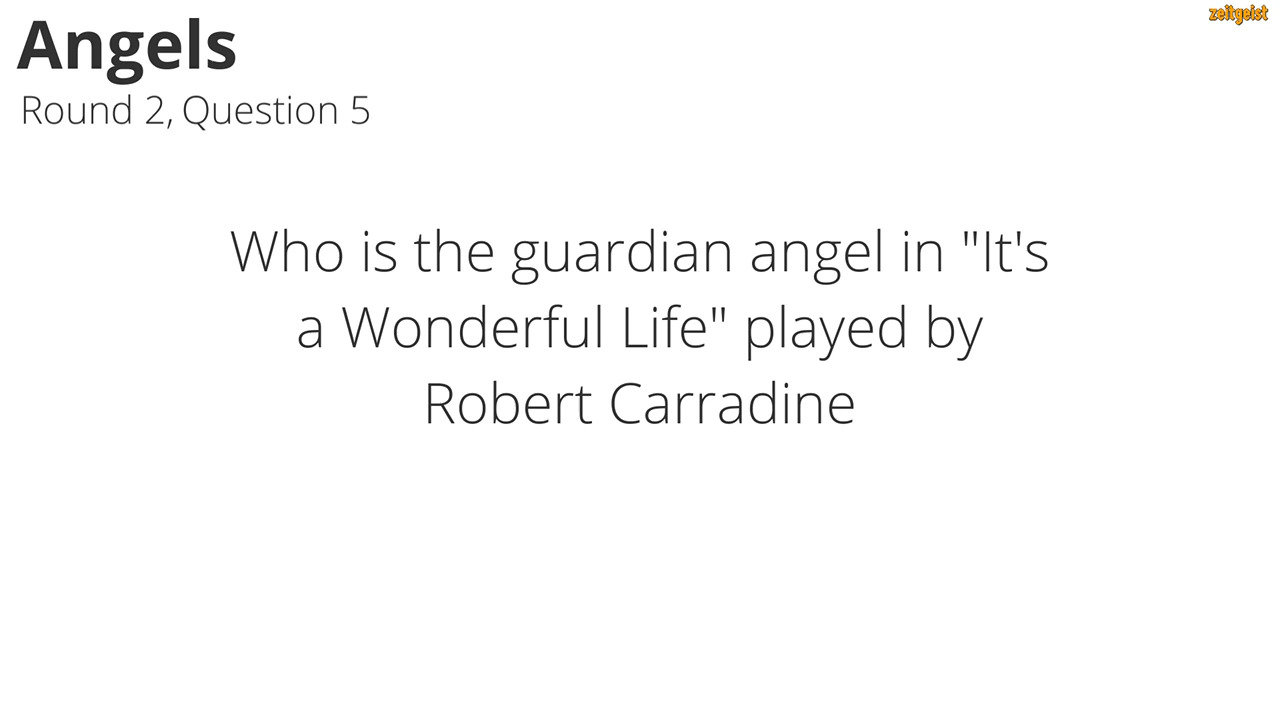 Angels
zeitgeist
Round 2, Question 5
Who is the guardian angel in "It's
a Wonderful Life" played by
Robert Carradine